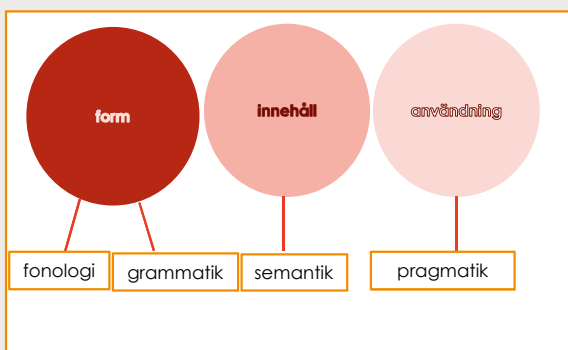 form
innehåll
användning
fonologi
grammatik
semantik
pragmatik